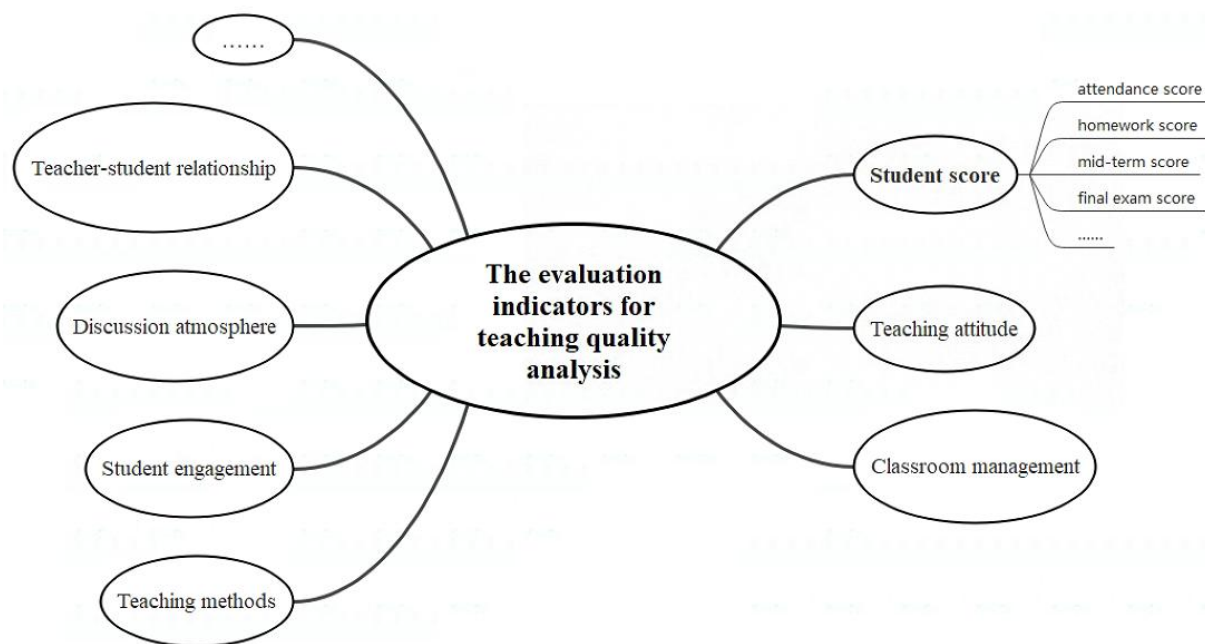 ......
Teacher-student relationship
Discussion atmosphere
Student engagement
Teaching methods
The evaluation
indicators for
teaching quality
analysis
Student score
attendance score
homework score
mid-term score
final exam score
......
Teaching attitude
Classroom management